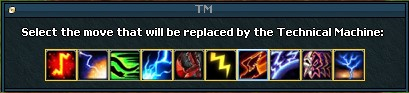 TM
Select the move that will be replaced by the Technical Machine: